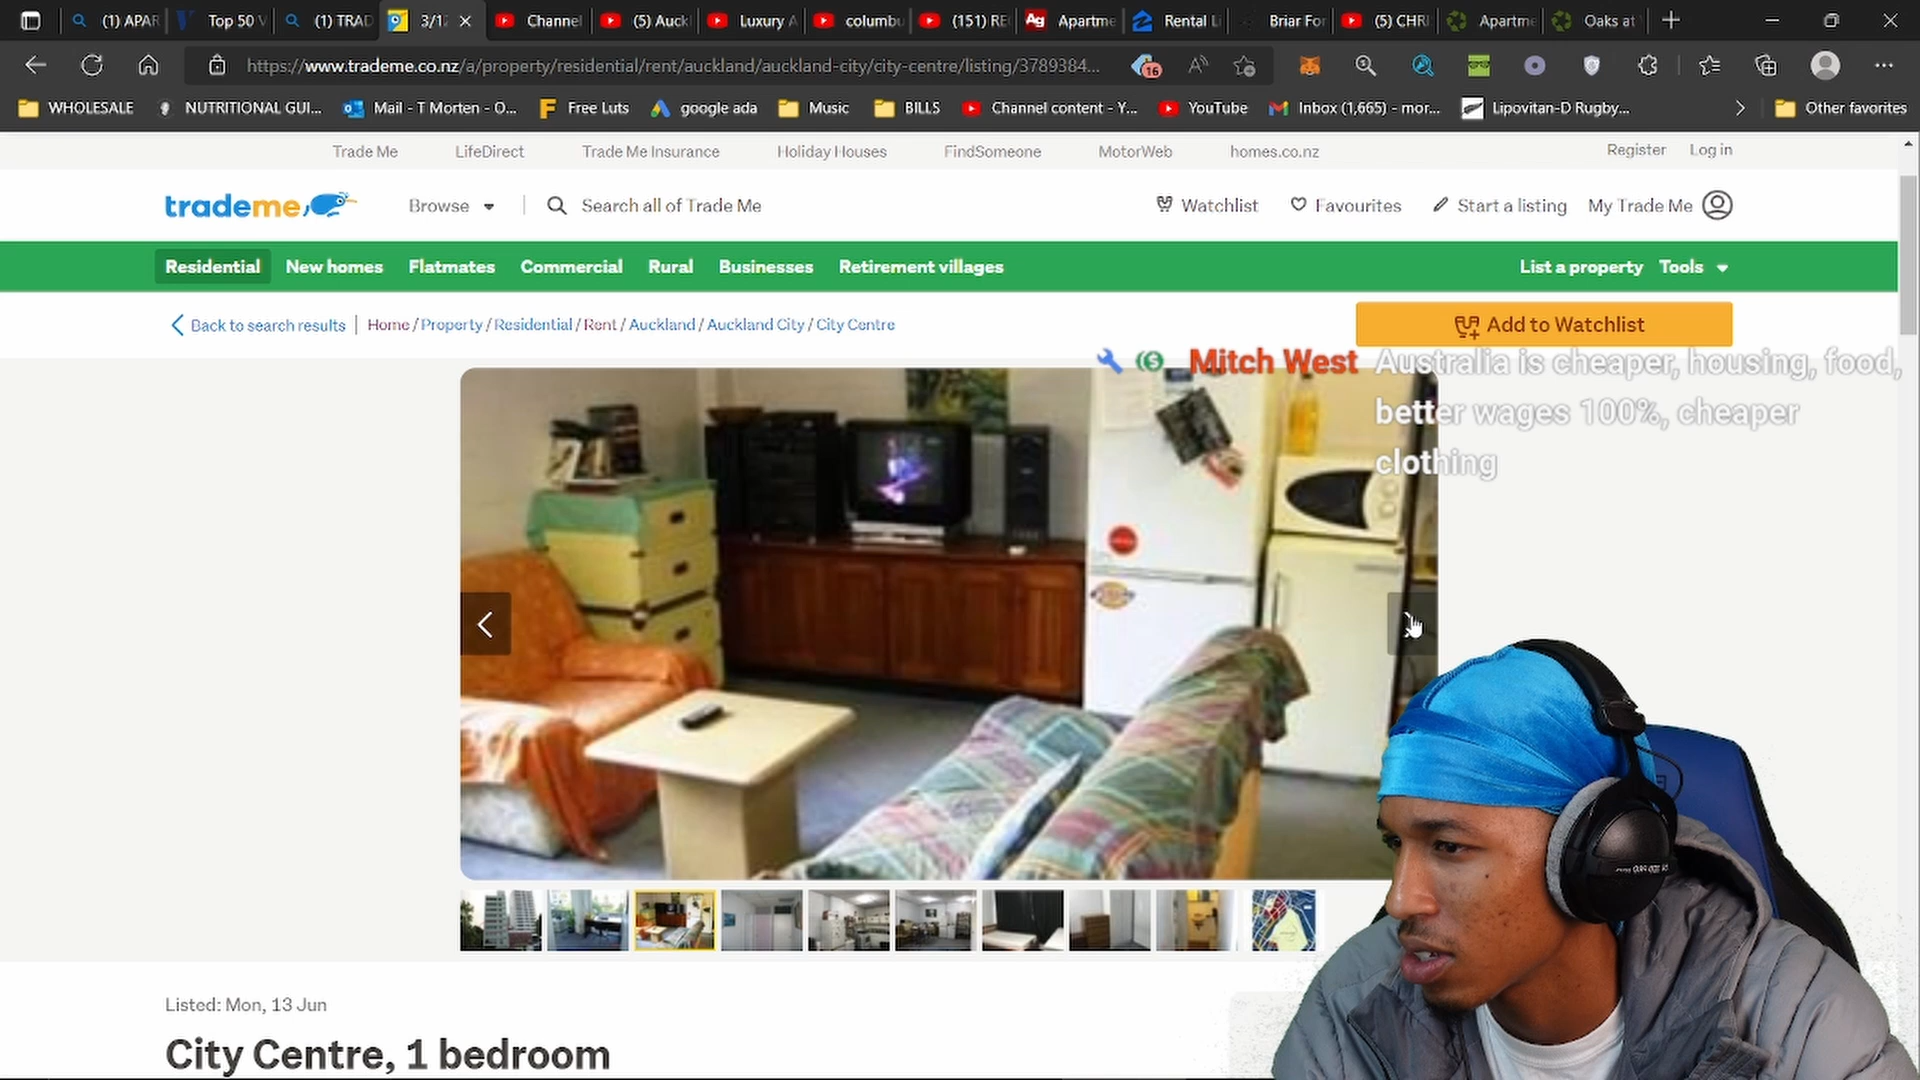 (1) APAR
Top 50 V
(1) TRAD
3/12
Channel
(5) Auckl
Luxury A
columbu
(151) RE
Apartme
Rental Li
Briar For
(5) CHRI
Apartme
Oaks at
https://www.trademe.co.nz/a/property/residential/rent/auckland/auckland-city/city-centre/listing/3789384...
16
WHOLESALE
NUTRITIONAL GUI...
Mail - T Morten - O...
Free Luts
google ada
Music
BILLS
Channel content - Y...
YouTube
Inbox (1,665) - mor...
Lipovitan-D Rugby...
Other favorites
Trade Me
LifeDirect
Trade Me Insurance
Holiday Houses
FindSomeone
MotorWeb
homes.co.nz
Register
Log in
trademe
Browse
Search all of Trade Me
Watchlist
Favourites
Start a listing
My Trade Me
Residential
New homes
Flatmates
Commercial
Rural
Businesses
Retirement villages
List a property
Tools
Back to search results
Home / Property / Residential / Rent / Auckland / Auckland City / City Centre
Add to Watchlist
Mitch West Australia is cheaper, housing, food,
better wages 100%, cheaper
clothing
Listed: Mon, 13 Jun
City Centre, 1 bedroom